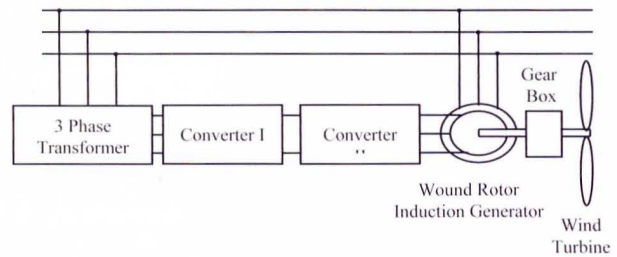 3 Phase
Transformer
Converter I
Converter
Gear
Box
Wound Rotor
Induction Generator
Wind
Turbine